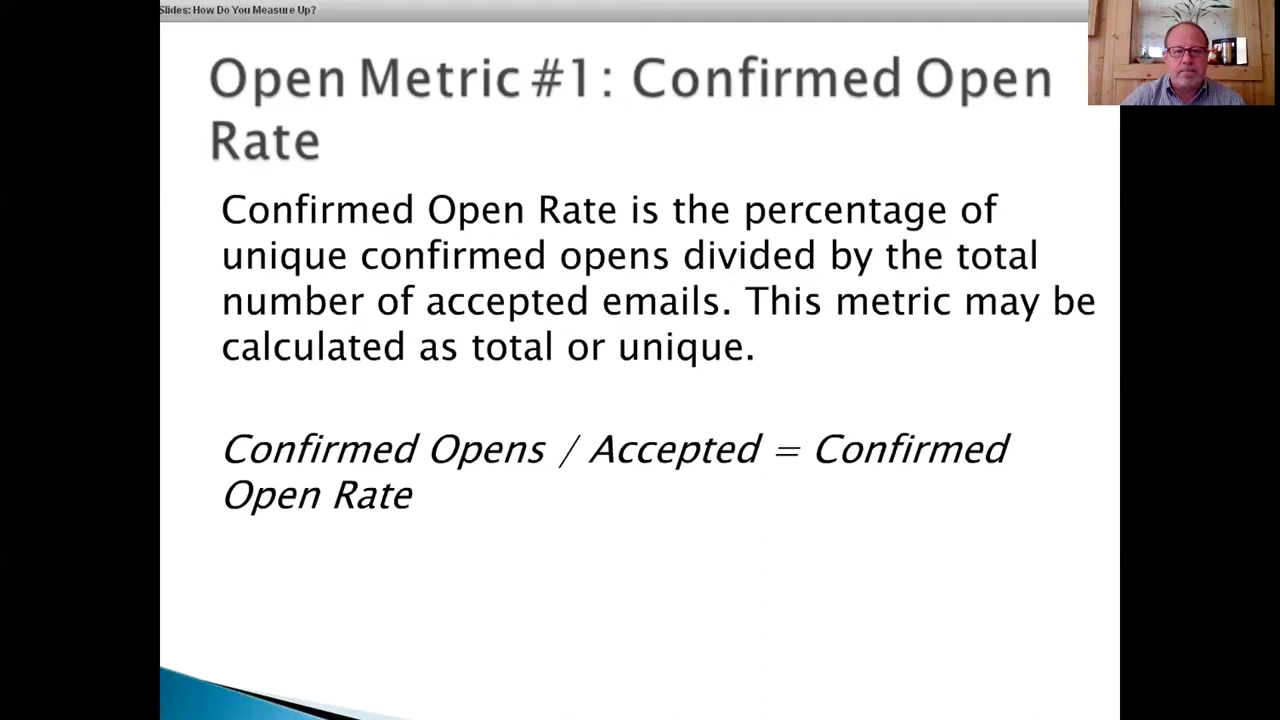 Slides: How Do You Measure Up?
Open Metric #1: Confirmed Open
Rate
Confirmed Open Rate is the percentage of
unique confirmed opens divided by the total
number of accepted emails. This metric may be
calculated as total or unique.
Confirmed Opens / Accepted = Confirmed
Open Rate